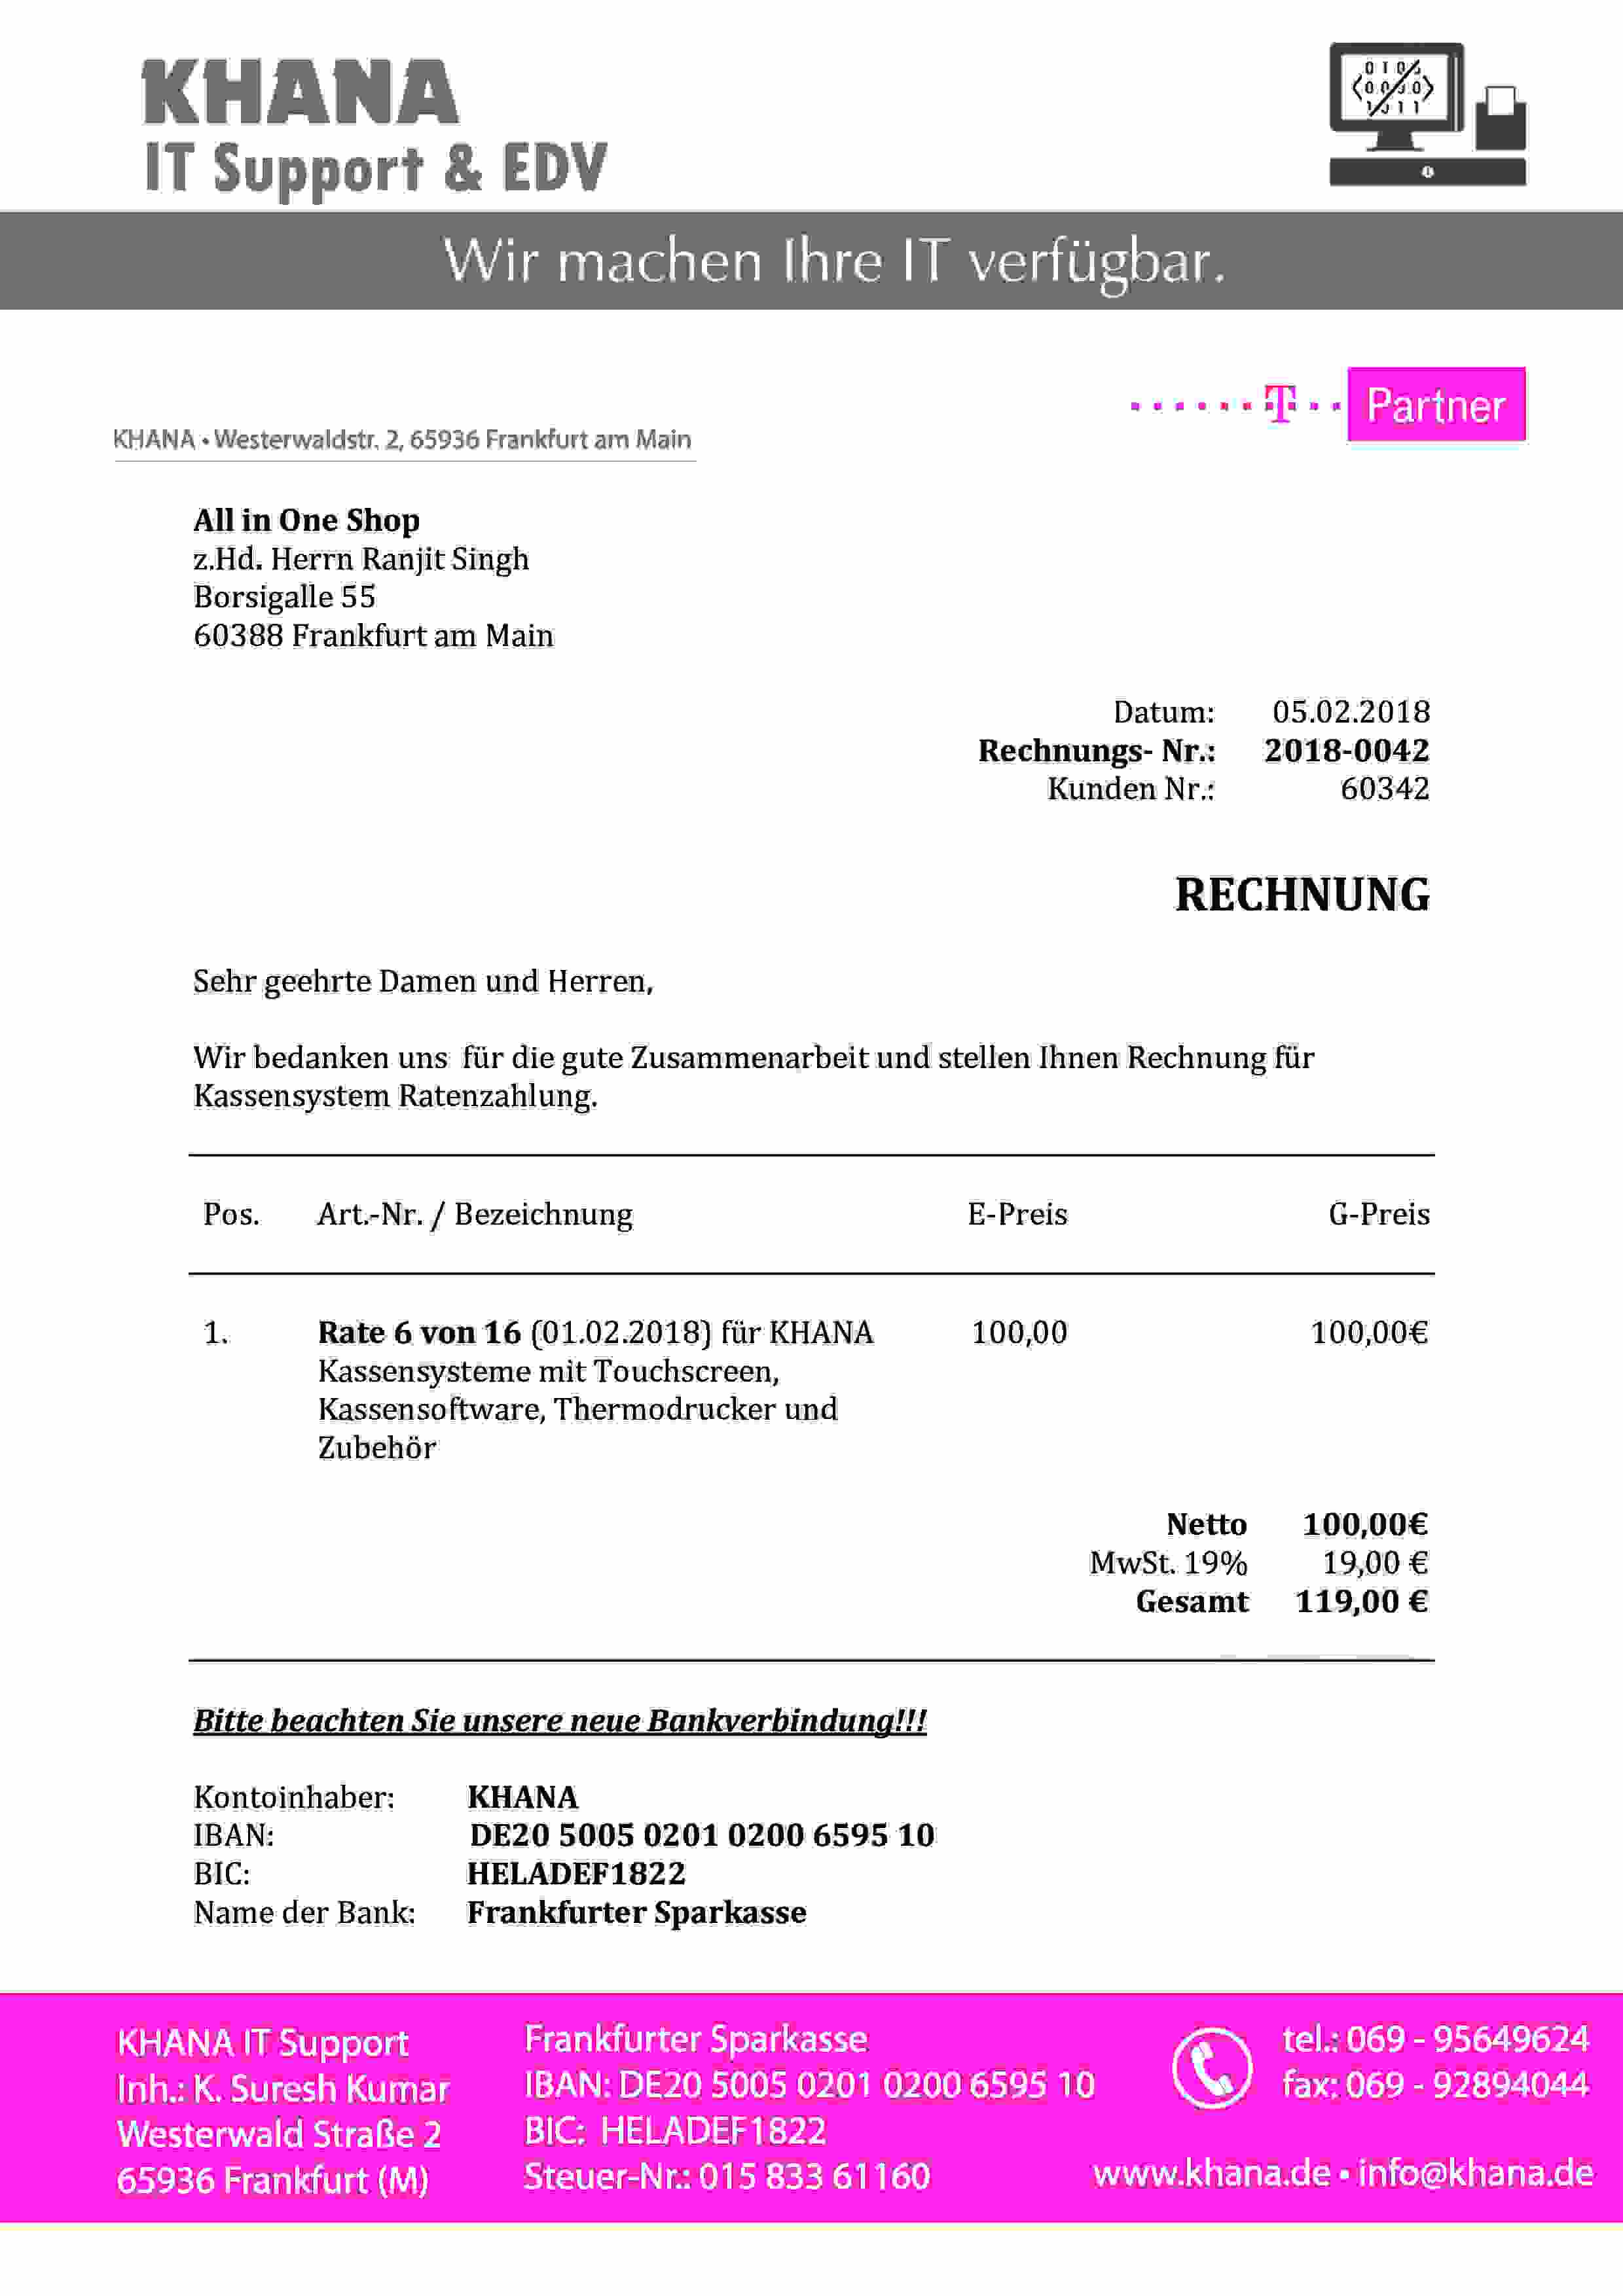 KHANA
IT Support & EDV
Wir machen Ihre IT verfügbar.
T Partner
KHANA • Westerwaldstr. 2, 65936 Frankfurt am Main
All in One Shop
z.Hd. Herrn Ranjit Singh
Borsigalle 55
60388 Frankfurt am Main
Datum: 05.02.2018
Rechnungs- Nr.: 2018-0042
Kunden Nr.: 60342
RECHNUNG
Sehr geehrte Damen und Herren,
Wir bedanken uns für die gute Zusammenarbeit und stellen Ihnen Rechnung für
Kassensystem Ratenzahlung.
Pos. Art.-Nr. / Bezeichnung E-Preis G-Preis
1. Rate 6 von 16 (01.02.2018) für KHANA 100,00 100,00€
Kassensysteme mit Touchscreen,
Kassensoftware, Thermodrucker und
Zubehör
Netto 100,00€
MwSt. 19% 19,00 €
Gesamt 119,00 €
Bitte beachten Sie unsere neue Bankverbindung!!!
Kontoinhaber: KHANA
IBAN: DE20 5005 0201 0200 6595 10
BIC: HELADEF1822
Name der Bank: Frankfurter Sparkasse
KHANA IT Support
Inh.: K. Suresh Kumar
Westerwald Straße 2
65936 Frankfurt (M)
Frankfurter Sparkasse
IBAN: DE20 5005 0201 0200 6595 10
BIC: HELADEF1822
Steuer-Nr.: 015 833 61160
tel.: 069 - 95649624
fax: 069 - 92894044
www.khana.de • info@khana.de